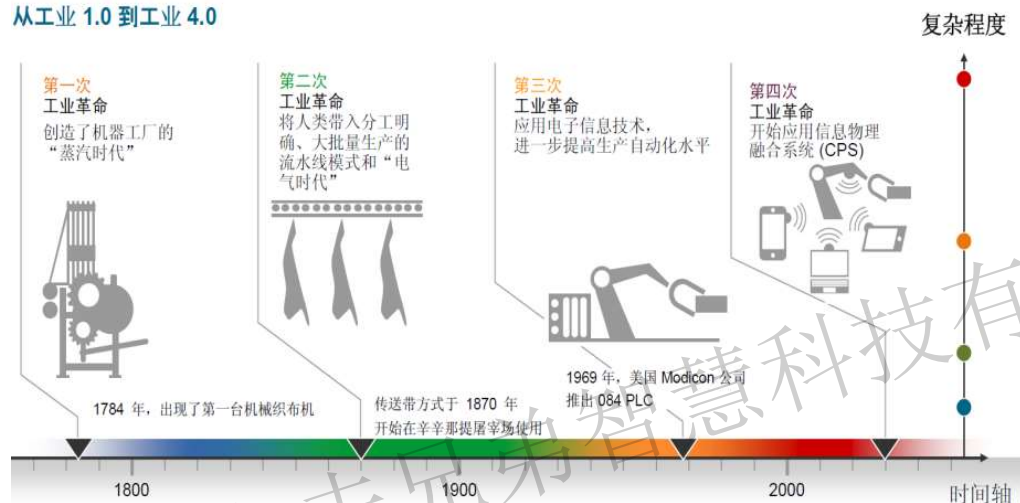 从工业 1.0 到工业 4.0
复杂程度
第一次
工业革命
创造了机器工厂的
“蒸汽时代”
第二次
工业革命
将人类带入分工明
确、大批量生产的
流水线模式和“电
气时代”
第三次
工业革命
应用电子信息技术，
进一步提高生产自动化水平
第四次
工业革命
开始应用信息物理
融合系统 (CPS)
1784 年，出现了第一台机械织布机
传送带方式于 1870 年
开始在辛辛那提屠宰场使用
1969 年，美国 Modicon 公司
推出 084 PLC
1800
1900
2000
时间轴
兄弟智慧科技有